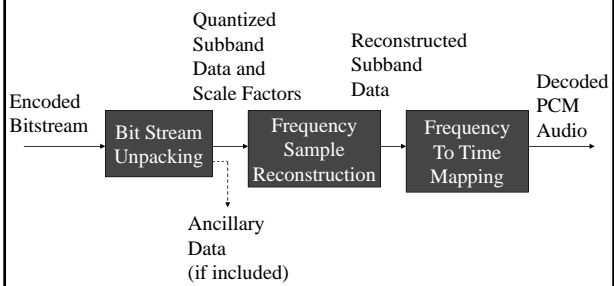 Quantized
Subband
Data and
Scale Factors
Reconstructed
Subband
Data
Decoded
PCM
Audio
Encoded
Bitstream
Bit Stream
Unpacking
Frequency
Sample
Reconstruction
Frequency
To Time
Mapping
Ancillary
Data
(if included)